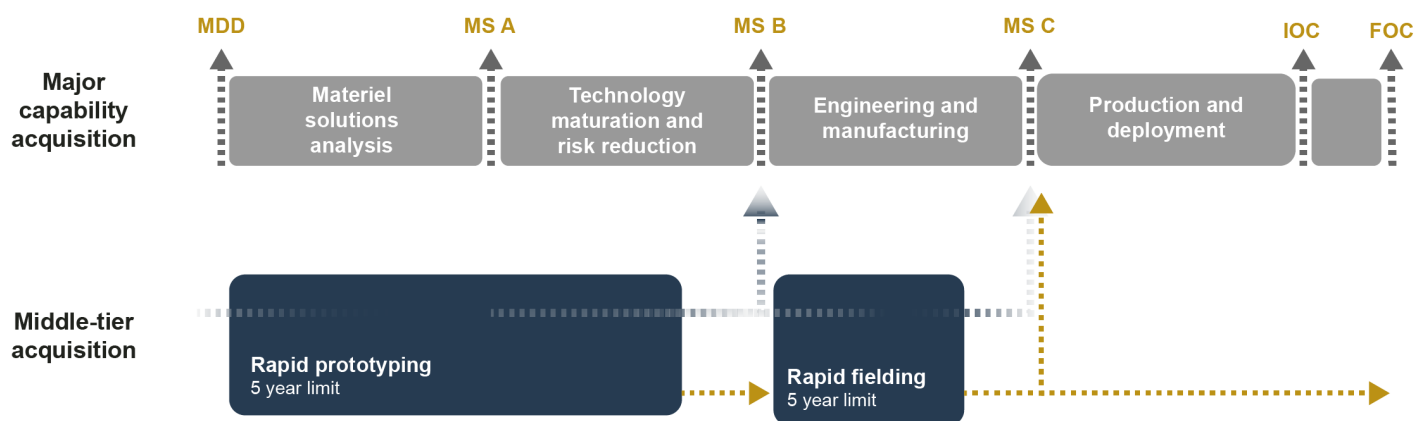 MDD
MS A
MS B
MS C
IOC
FOC
Major
capability
acquisition
Materiel
solutions
analysis
Technology
maturation and
risk reduction
Engineering and
manufacturing
Production and
deployment
Middle-tier
acquisition
Rapid prototyping
5 year limit
Rapid fielding
5 year limit